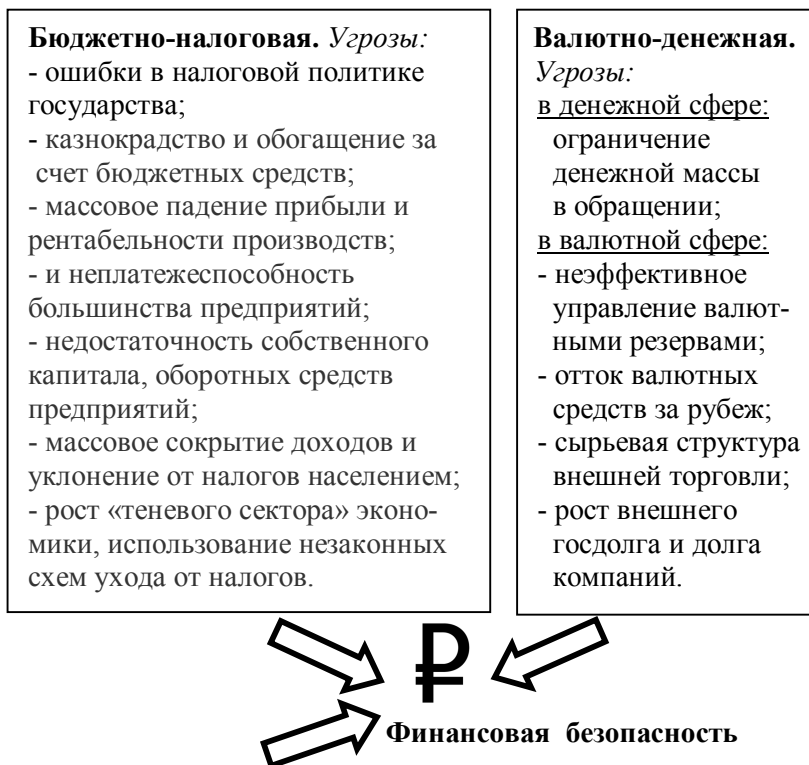 Бюджетно-налоговая. Угрозы:
- ошибки в налоговой политике
государства;
- казнокрадство и обогащение за
счет бюджетных средств;
- массовое падение прибыли и
рентабельности производств;
- и неплатежеспособность
большинства предприятий;
- недостаточность собственного
капитала, оборотных средств
предприятий;
- массовое сокрытие доходов и
уклонение от налогов населением;
- рост «теневого сектора» эконо-
мики, использование незаконных
схем ухода от налогов.
Валютно-денежная.
Угрозы:
в денежной сфере:
ограничение
денежной массы
в обращении;
в валютной сфере:
- неэффективное
управление валют-
ными резервами;
- отток валютных
средств за рубеж;
- сырьевая структура
внешней торговли;
- рост внешнего
госдолга и долга
компаний.
₽
Финансовая безопасность